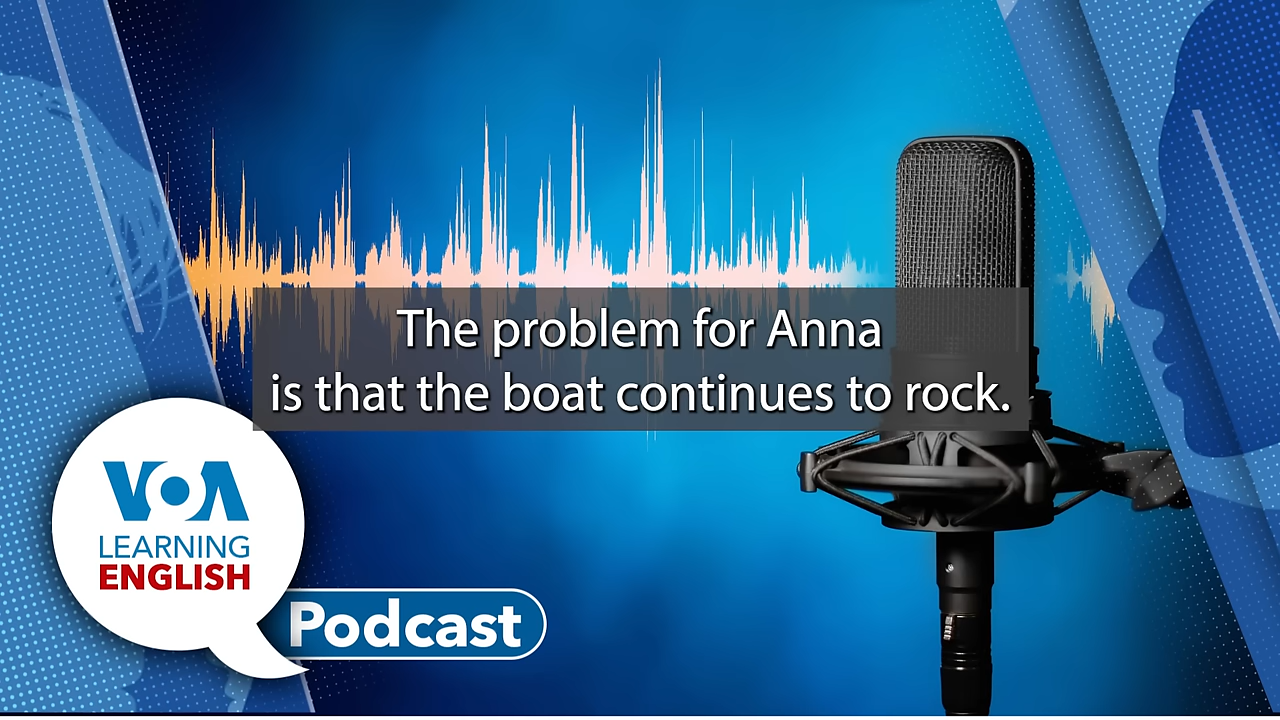 The problem for Anna
is that the boat continues to rock.
VOA
LEARNING
ENGLISH
Podcast